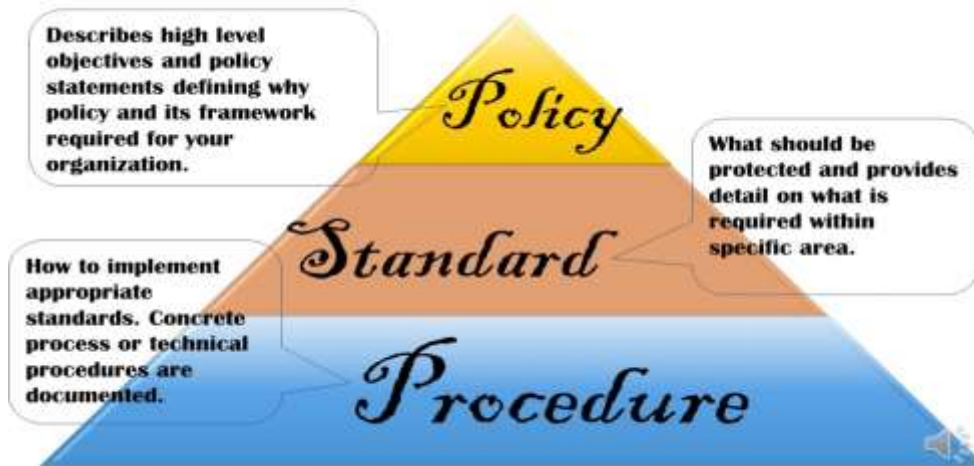 Describes high level
objectives and policy
statements defining why
policy and its framework
required for your
organization.
Policy
What should be
protected and provides
detail on what is
required within
specific area.
Standard
How to implement
appropriate
standards. Concrete
process or technical
procedures are
documented.
Procedure